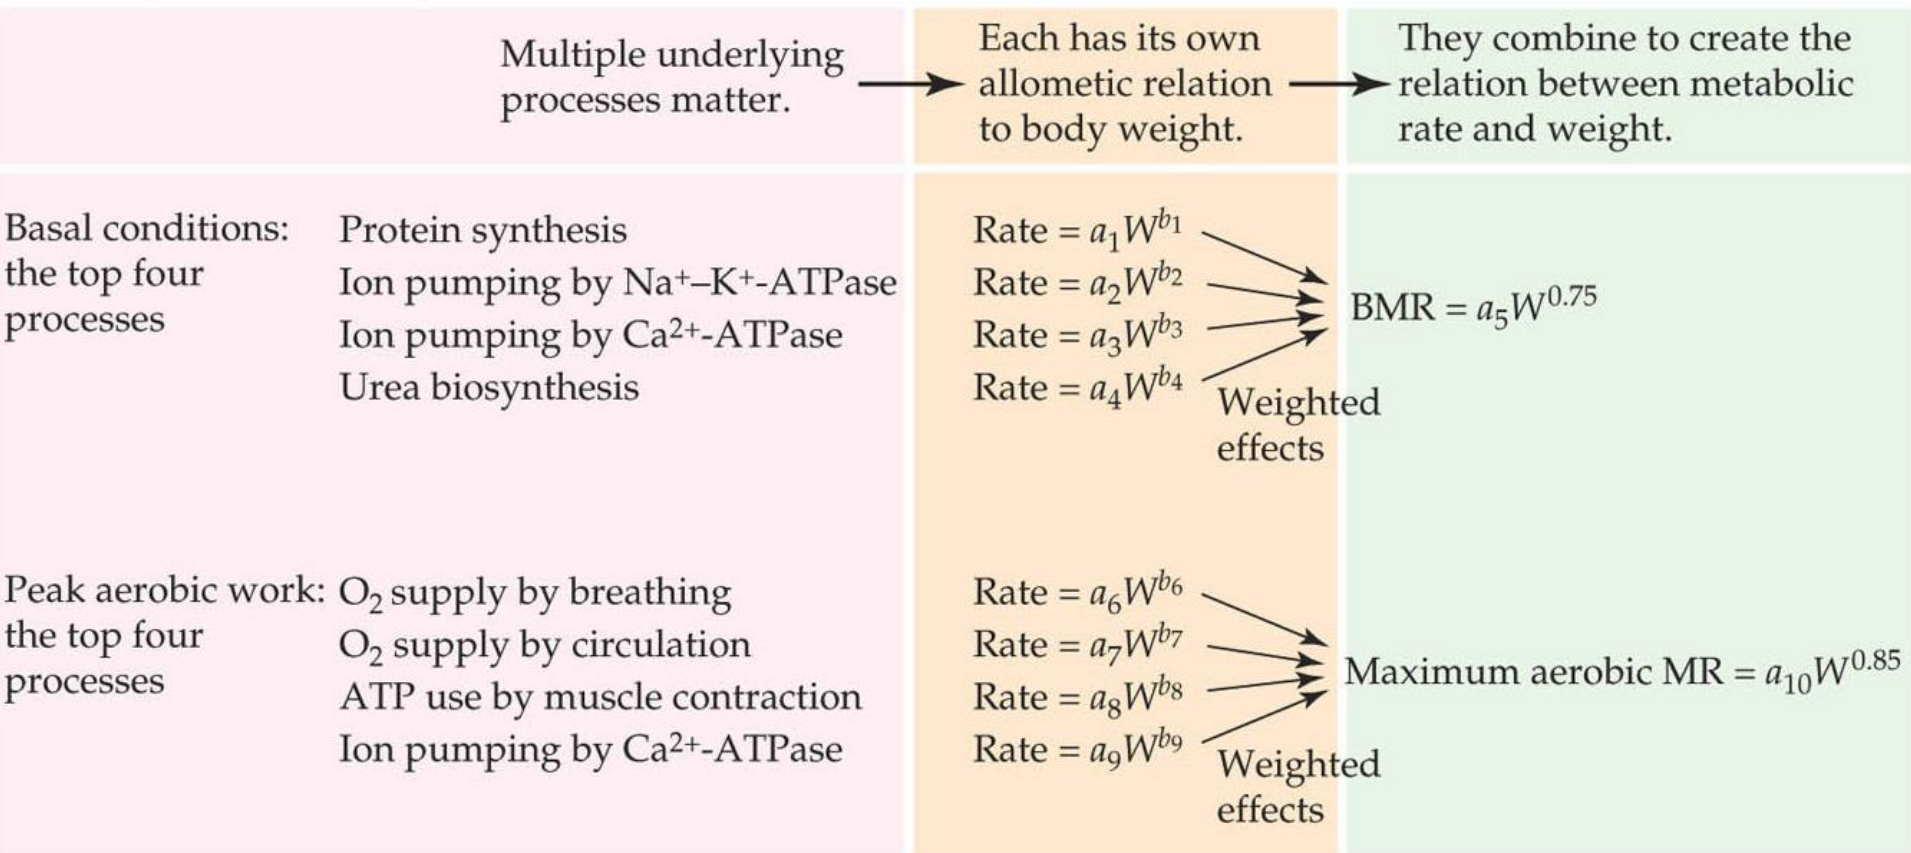 Multiple underlying
processes matter.
Each has its own
allometic relation
to body weight.
They combine to create the
relation between metabolic
rate and weight.
Basal conditions:
the top four
processes
Protein synthesis
Ion pumping by Na⁺–K⁺-ATPase
Ion pumping by Ca²⁺-ATPase
Urea biosynthesis
Rate = a₁W^b₁
Rate = a₂W^b₂
Rate = a₃W^b₃
Rate = a₄W^b₄
Weighted
effects
BMR = a₅W^0.75
Peak aerobic work:
the top four
processes
O₂ supply by breathing
O₂ supply by circulation
ATP use by muscle contraction
Ion pumping by Ca²⁺-ATPase
Rate = a₆W^b₆
Rate = a₇W^b₇
Rate = a₈W^b₈
Rate = a₉W^b₉
Weighted
effects
Maximum aerobic MR = a₁₀W^0.85